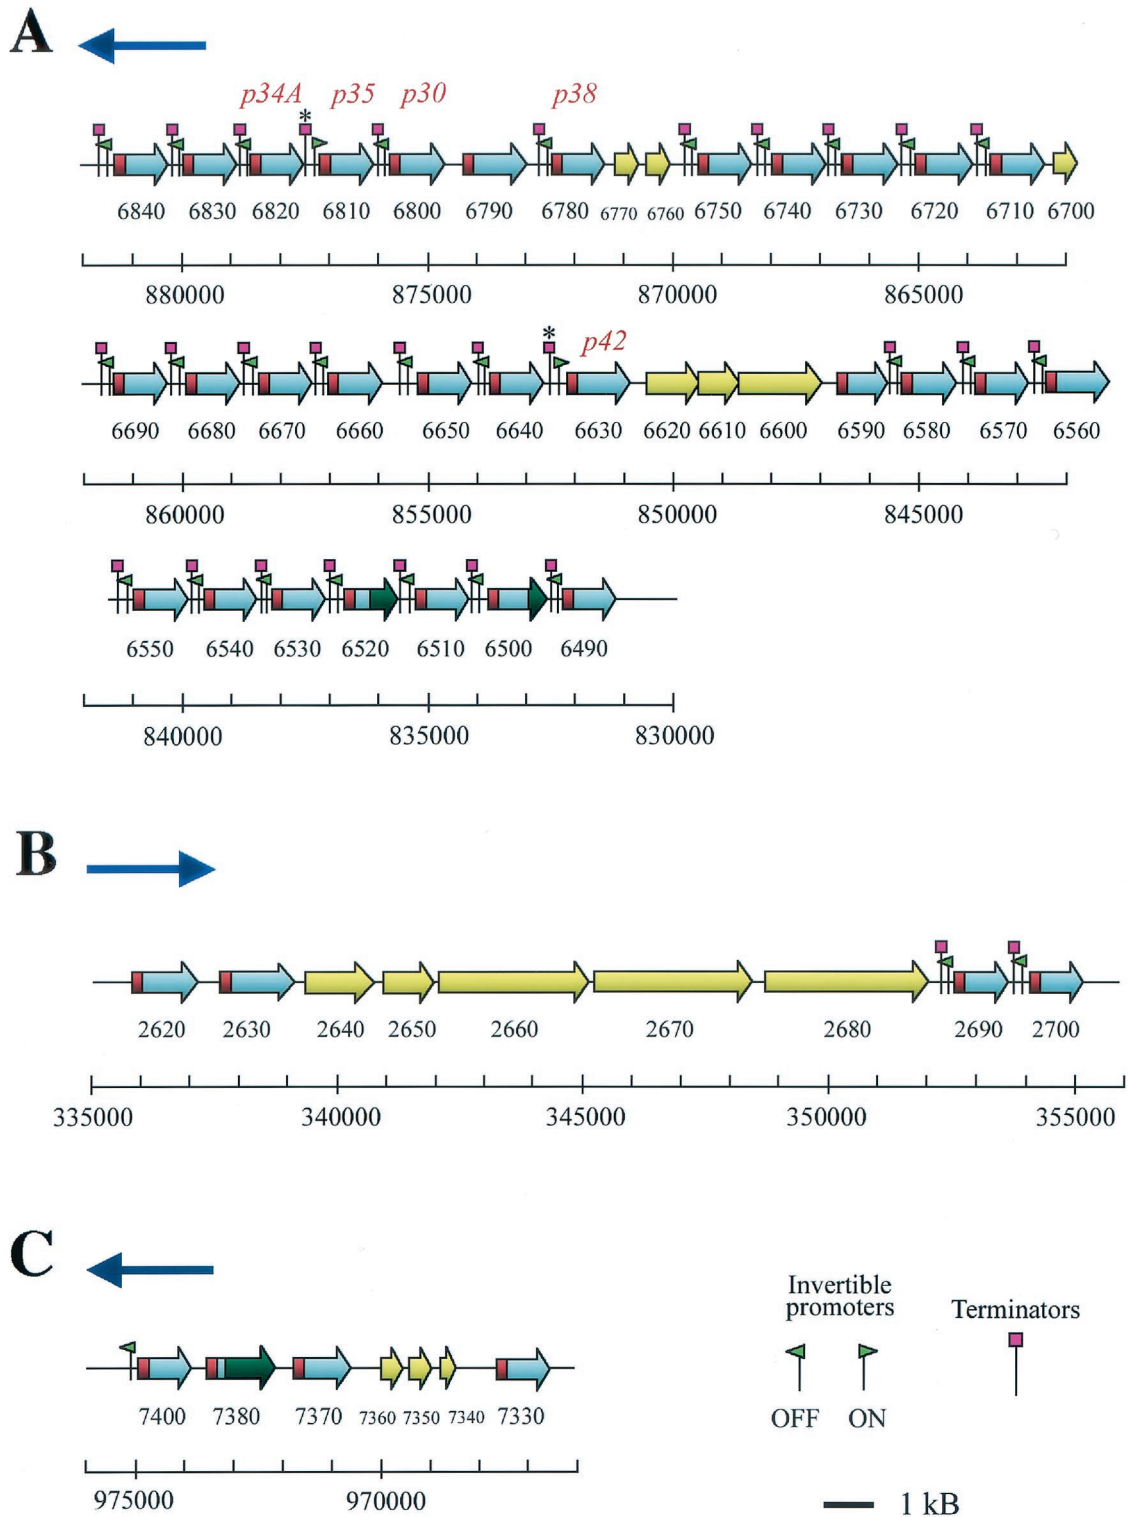 A
p34A p35 p30 p38
* 
6840 6830 6820 6810 6800 6790 6780 6770 6760 6750 6740 6730 6720 6710 6700
880000 875000 870000 865000
* p42
6690 6680 6670 6660 6650 6640 6630 6620 6610 6600 6590 6580 6570 6560
860000 855000 850000 845000
6550 6540 6530 6520 6510 6500 6490
840000 835000 830000
B
2620 2630 2640 2650 2660 2670 2680 2690 2700
335000 340000 345000 350000 355000
C
Invertible
promoters Terminators
7400 7380 7370 7360 7350 7340 7330 OFF ON
975000 970000 1 kB